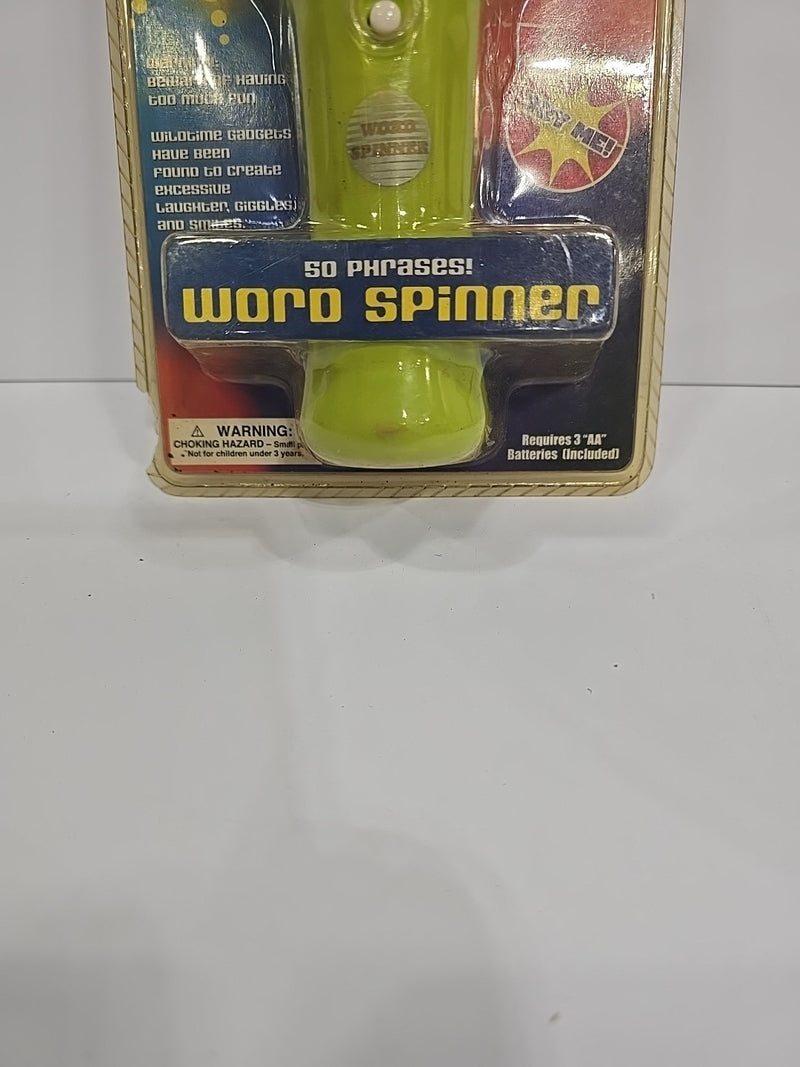 WARNING:
BEWARE OF HAVING
TOO MUCH FUN
WILDTIME GADGETS
HAVE BEEN
FOUND TO CREATE
EXCESSIVE
LAUGHTER, GIGGLES,
AND SMILES.
WORD
SPINNER
TRY ME!
50 PHRASES!
WORD SPINNER
WARNING:
CHOKING HAZARD – Small
Not for children under 3 years.
Requires 3 "AA"
Batteries (Included)